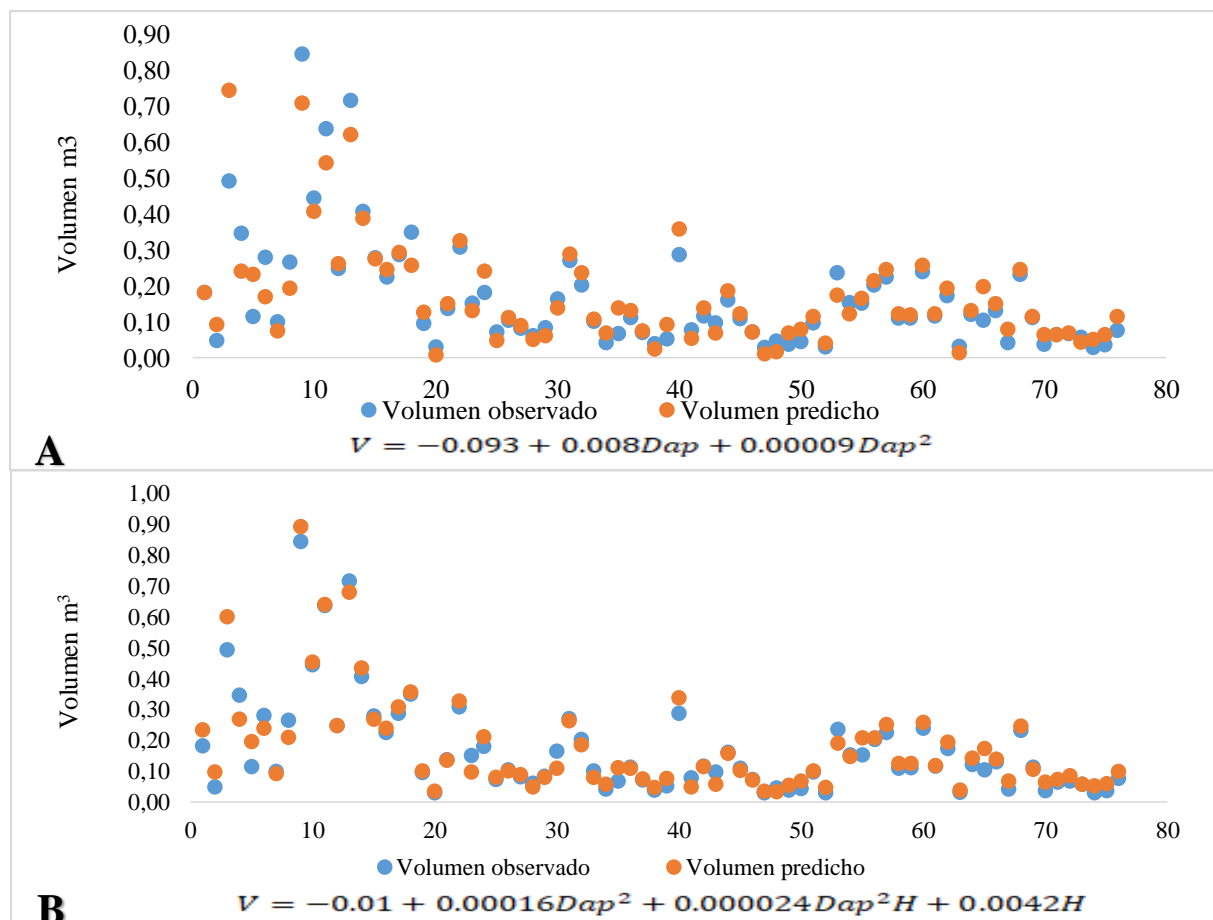 0,90
0,80
0,70
0,60
0,50
0,40
0,30
0,20
0,10
0,00
Volumen m3
0 10 20 30 40 50 60 70 80
Volumen observado Volumen predicho
A
V = −0.093 + 0.008Dap + 0.00009Dap²
1,00
0,90
0,80
0,70
0,60
0,50
0,40
0,30
0,20
0,10
0,00
Volumen m³
0 10 20 30 40 50 60 70 80
Volumen observado Volumen predicho
B
V = −0.01 + 0.00016Dap² + 0.000024Dap²H + 0.0042H